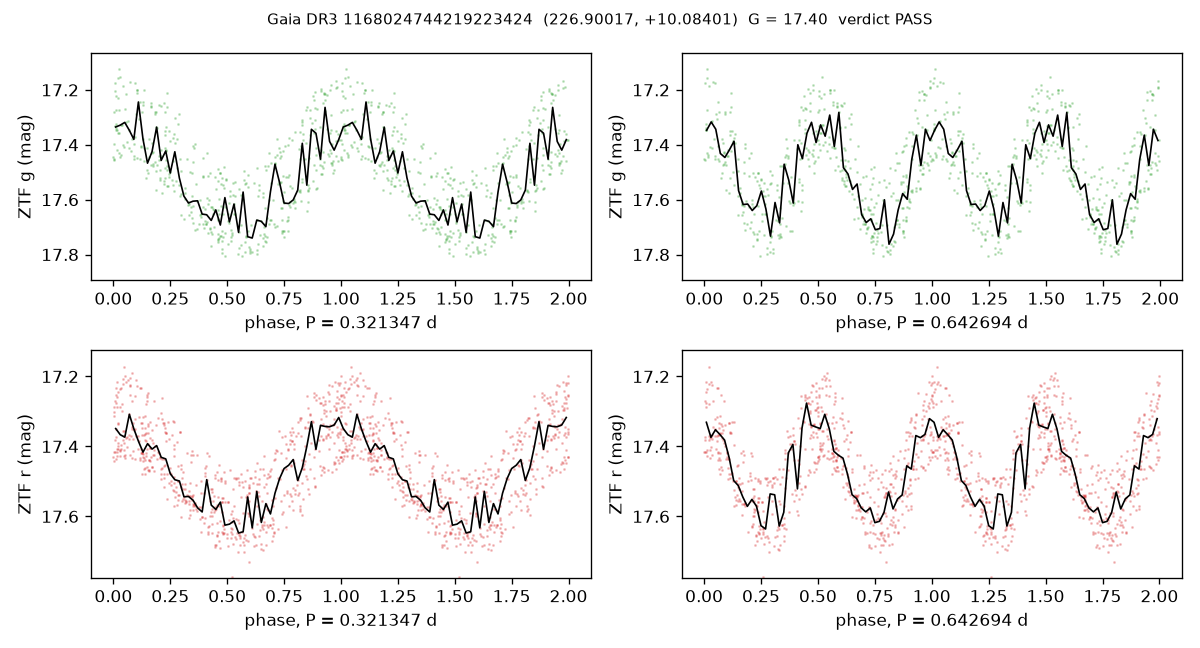 Gaia DR3 1168024744219223424 (226.90017, +10.08401) G = 17.40 verdict PASS
ZTF g (mag)
17.2
17.4
17.6
17.8
0.00 0.25 0.50 0.75 1.00 1.25 1.50 1.75 2.00
phase, P = 0.321347 d
ZTF g (mag)
17.2
17.4
17.6
17.8
0.00 0.25 0.50 0.75 1.00 1.25 1.50 1.75 2.00
phase, P = 0.642694 d
ZTF r (mag)
17.2
17.4
17.6
0.00 0.25 0.50 0.75 1.00 1.25 1.50 1.75 2.00
phase, P = 0.321347 d
ZTF r (mag)
17.2
17.4
17.6
0.00 0.25 0.50 0.75 1.00 1.25 1.50 1.75 2.00
phase, P = 0.642694 d